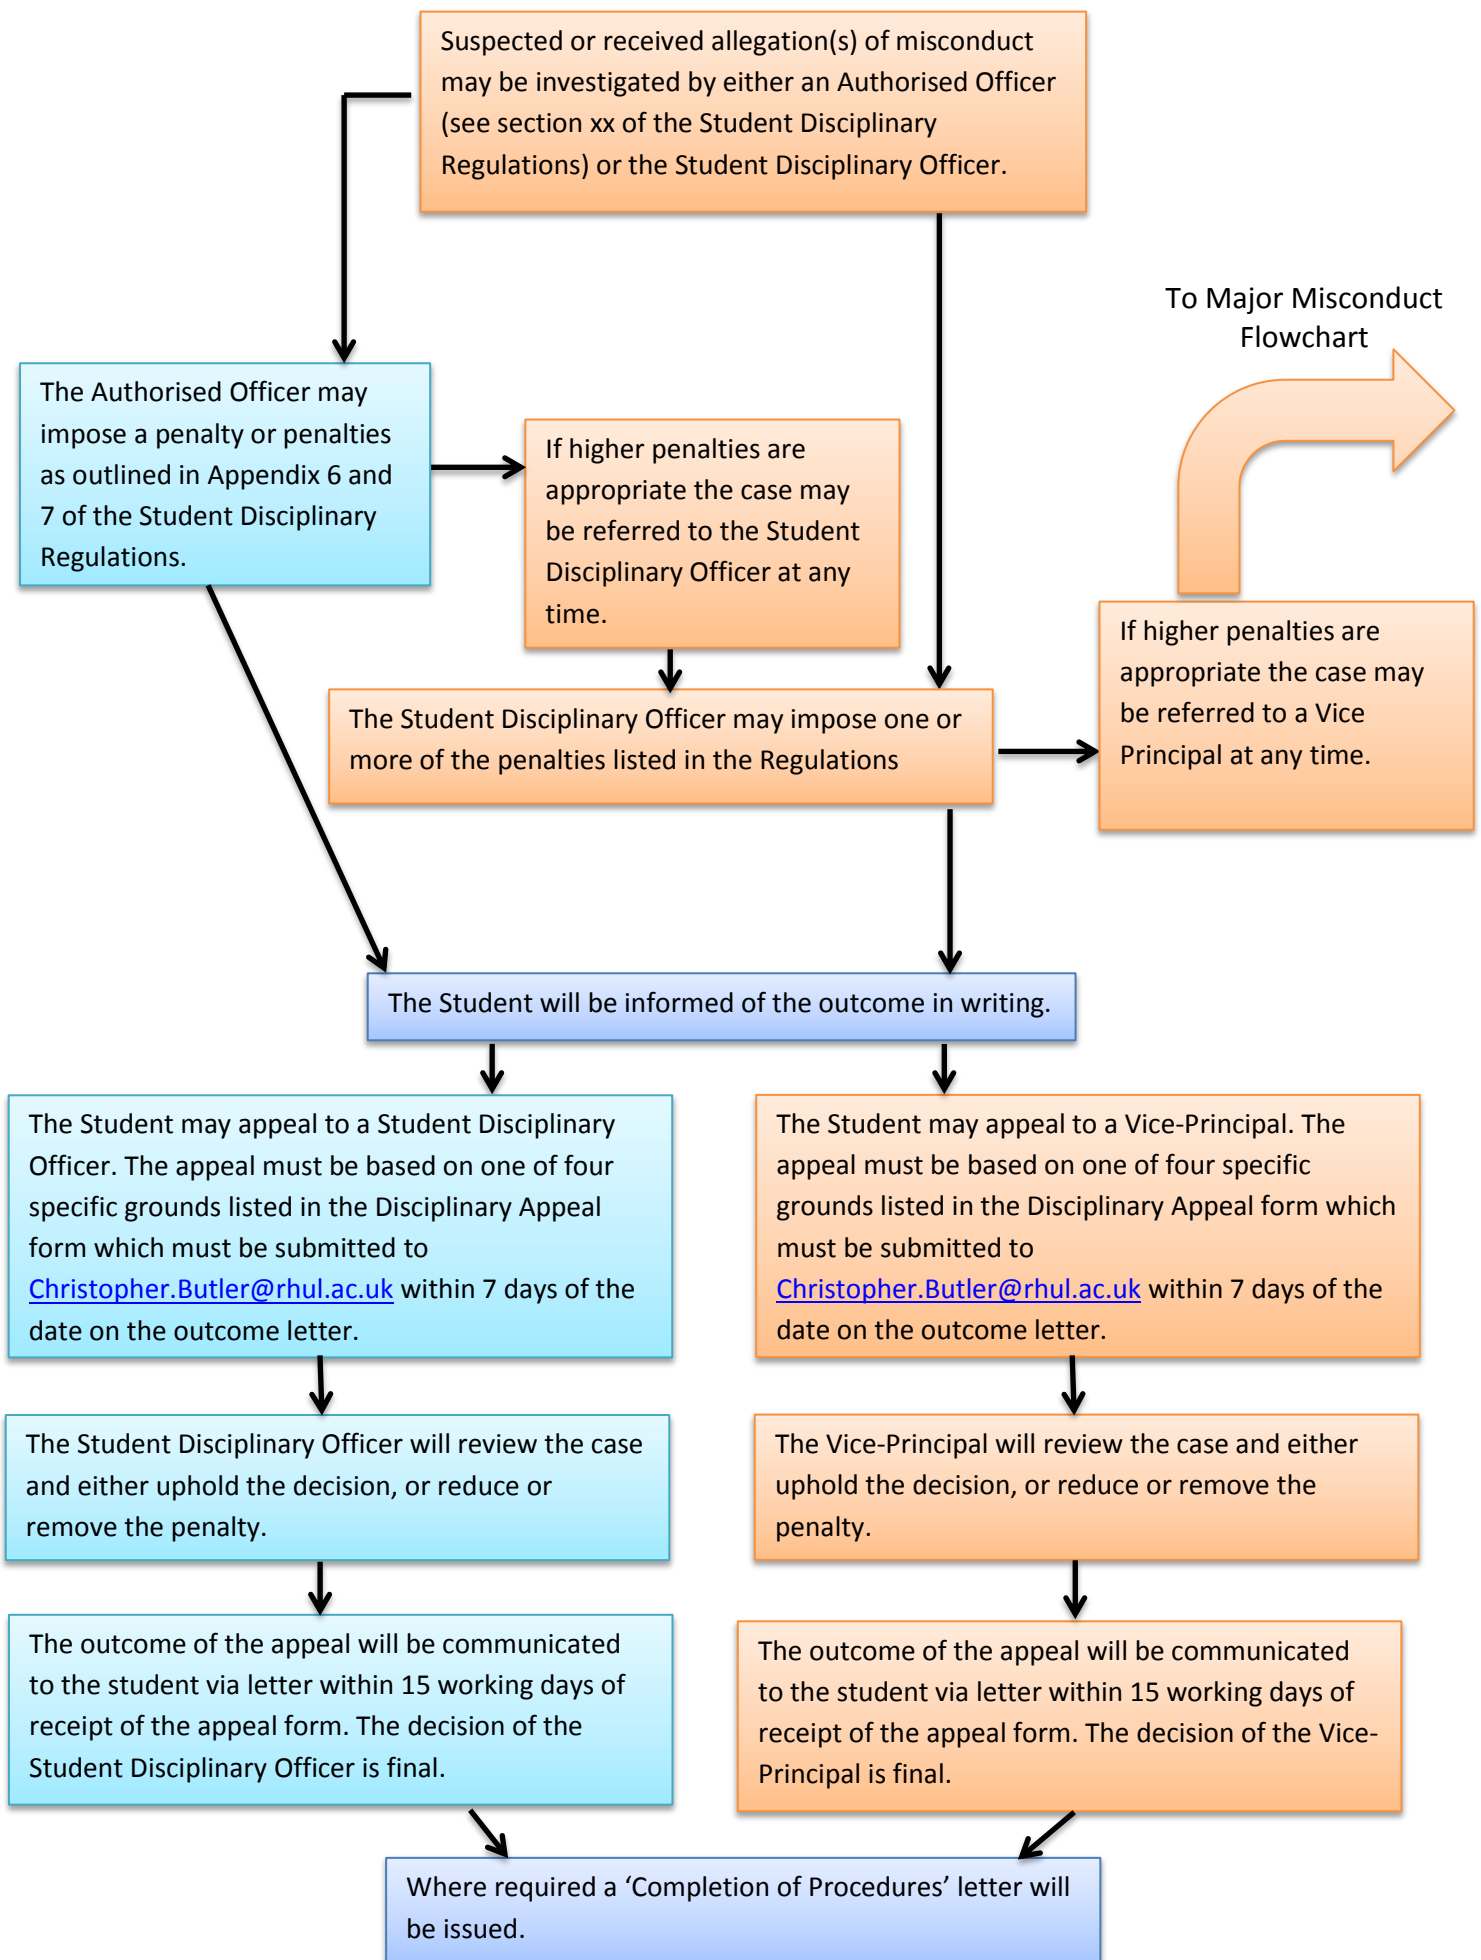 Suspected or received allegation(s) of misconduct
may be investigated by either an Authorised Officer
(see section xx of the Student Disciplinary
Regulations) or the Student Disciplinary Officer.
To Major Misconduct
Flowchart
The Authorised Officer may
impose a penalty or penalties
as outlined in Appendix 6 and
7 of the Student Disciplinary
Regulations.
If higher penalties are
appropriate the case may
be referred to the Student
Disciplinary Officer at any
time.
If higher penalties are
appropriate the case may
be referred to a Vice
Principal at any time.
The Student Disciplinary Officer may impose one or
more of the penalties listed in the Regulations
The Student will be informed of the outcome in writing.
The Student may appeal to a Student Disciplinary
Officer. The appeal must be based on one of four
specific grounds listed in the Disciplinary Appeal
form which must be submitted to
Christopher.Butler@rhul.ac.uk within 7 days of the
date on the outcome letter.
The Student may appeal to a Vice-Principal. The
appeal must be based on one of four specific
grounds listed in the Disciplinary Appeal form which
must be submitted to
Christopher.Butler@rhul.ac.uk within 7 days of the
date on the outcome letter.
The Student Disciplinary Officer will review the case
and either uphold the decision, or reduce or
remove the penalty.
The Vice-Principal will review the case and either
uphold the decision, or reduce or remove the
penalty.
The outcome of the appeal will be communicated
to the student via letter within 15 working days of
receipt of the appeal form. The decision of the
Student Disciplinary Officer is final.
The outcome of the appeal will be communicated
to the student via letter within 15 working days of
receipt of the appeal form. The decision of the Vice-
Principal is final.
Where required a ‘Completion of Procedures’ letter will
be issued.